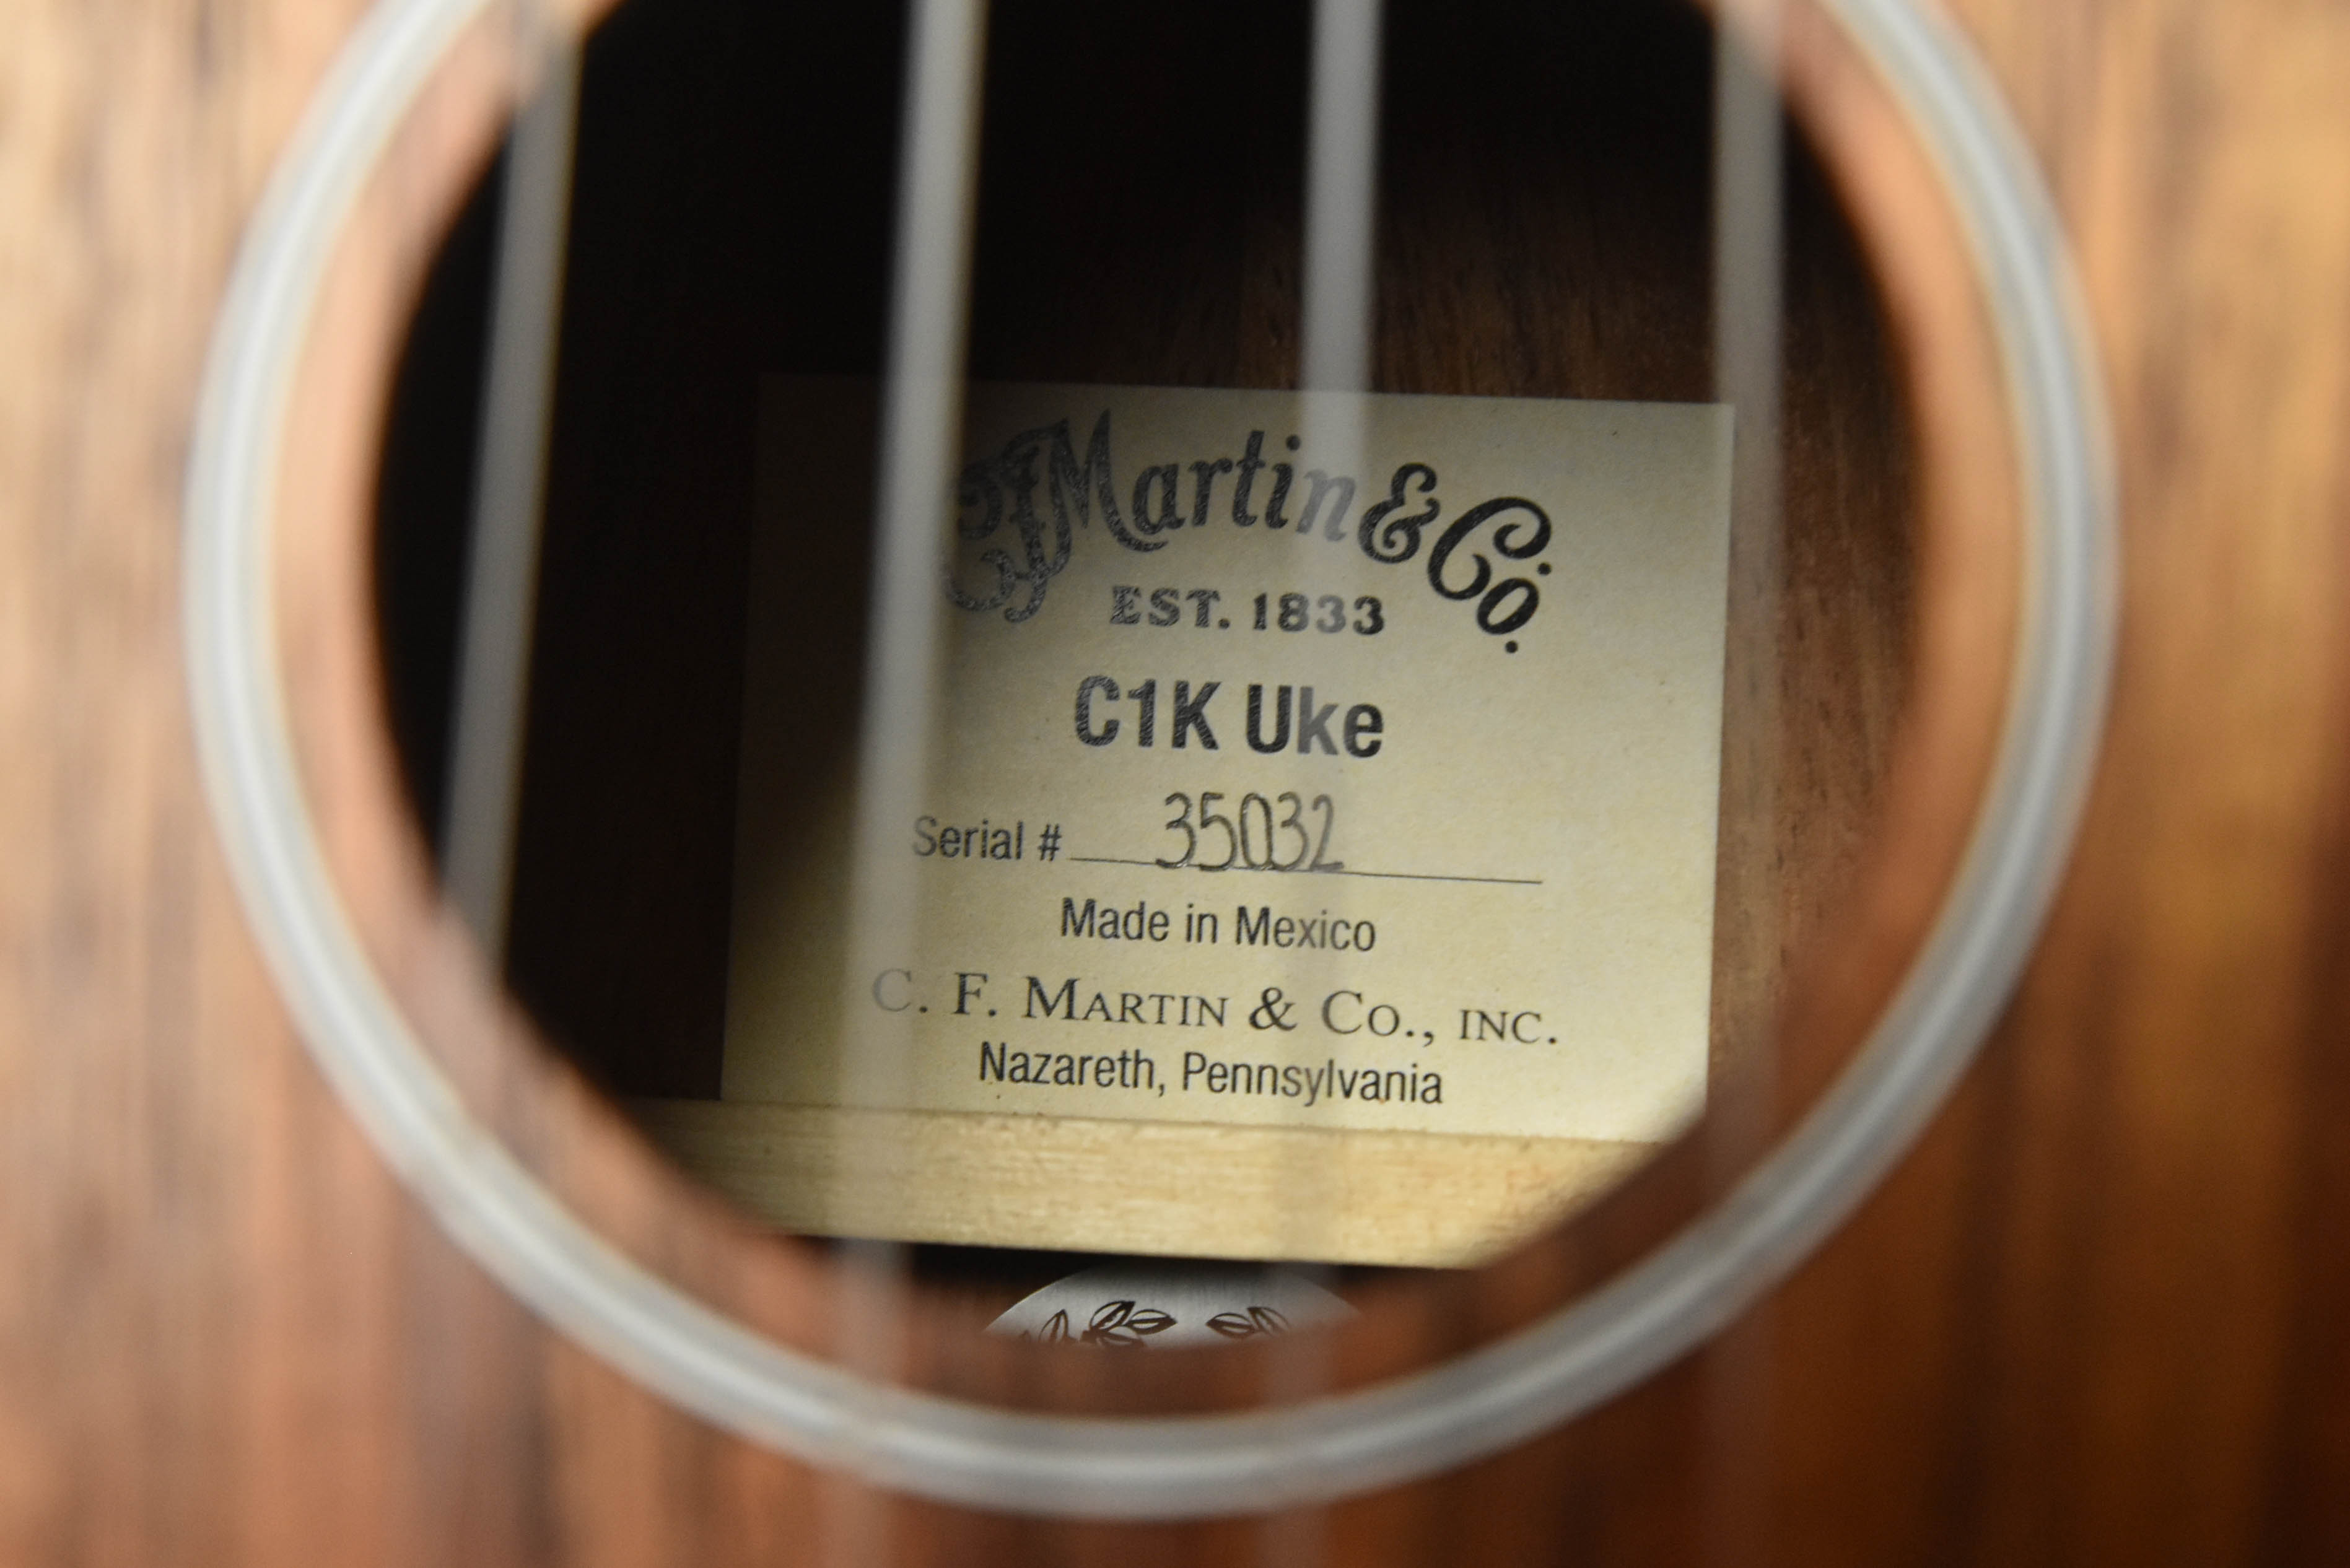 CFMartin & Co.
EST. 1833
C1K Uke
Serial # 35032
Made in Mexico
C. F. MARTIN & CO., INC.
Nazareth, Pennsylvania